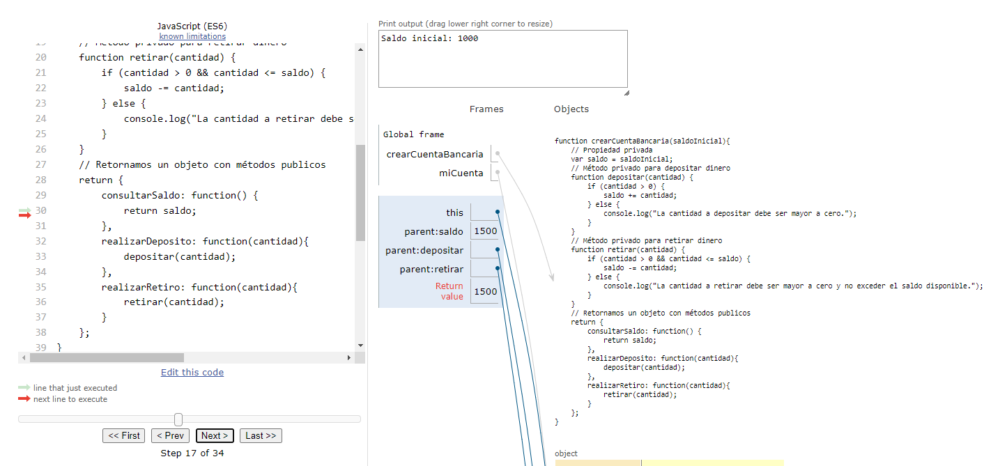 JavaScript (ES6)
known limitations
19 // Método privado para retirar dinero
20 function retirar(cantidad) {
21 if (cantidad > 0 && cantidad <= saldo) {
22 saldo -= cantidad;
23 } else {
24 console.log("La cantidad a retirar debe s
25 }
26 }
27 // Retornamos un objeto con métodos publicos
28 return {
29 consultarSaldo: function() {
30 return saldo;
31 },
32 realizarDeposito: function(cantidad){
33 depositar(cantidad);
34 },
35 realizarRetiro: function(cantidad){
36 retirar(cantidad);
37 }
38 };
39 }
Edit this code
line that just executed
next line to execute
<< First
< Prev
Next >
Last >>
Step 17 of 34
Print output (drag lower right corner to resize)
Saldo inicial: 1000
Frames
Objects
Global frame
crearCuentaBancaria
miCuenta
this
parent:saldo 1500
parent:depositar
parent:retirar
Return
value 1500
function crearCuentaBancaria(saldoInicial){
// Propiedad privada
var saldo = saldoInicial;
// Método privado para depositar dinero
function depositar(cantidad) {
if (cantidad > 0) {
saldo += cantidad;
} else {
console.log("La cantidad a depositar debe ser mayor a cero.");
}
}
// Método privado para retirar dinero
function retirar(cantidad) {
if (cantidad > 0 && cantidad <= saldo) {
saldo -= cantidad;
} else {
console.log("La cantidad a retirar debe ser mayor a cero y no exceder el saldo disponible.");
}
}
// Retornamos un objeto con métodos publicos
return {
consultarSaldo: function() {
return saldo;
},
realizarDeposito: function(cantidad){
depositar(cantidad);
},
realizarRetiro: function(cantidad){
retirar(cantidad);
}
};
}
object